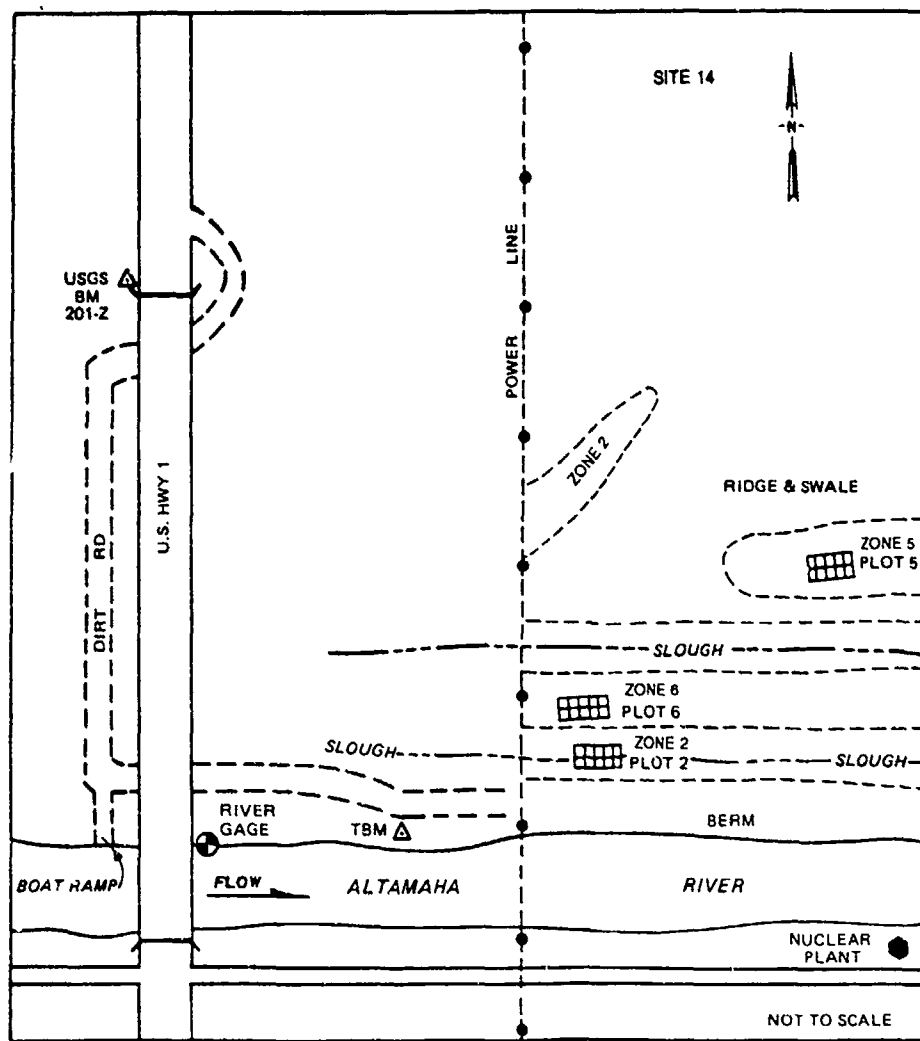 SITE 14
-N-
USGS
BM
201-Z
POWER LINE
ZONE 2
RIDGE & SWALE
U.S. HWY 1
DIRT RD
ZONE 5
PLOT 5
SLOUGH
ZONE 6
PLOT 6
SLOUGH
ZONE 2
PLOT 2
SLOUGH
RIVER
GAGE
TBM
BERM
BOAT RAMP
FLOW
ALTAMAHA
RIVER
NUCLEAR
PLANT
NOT TO SCALE